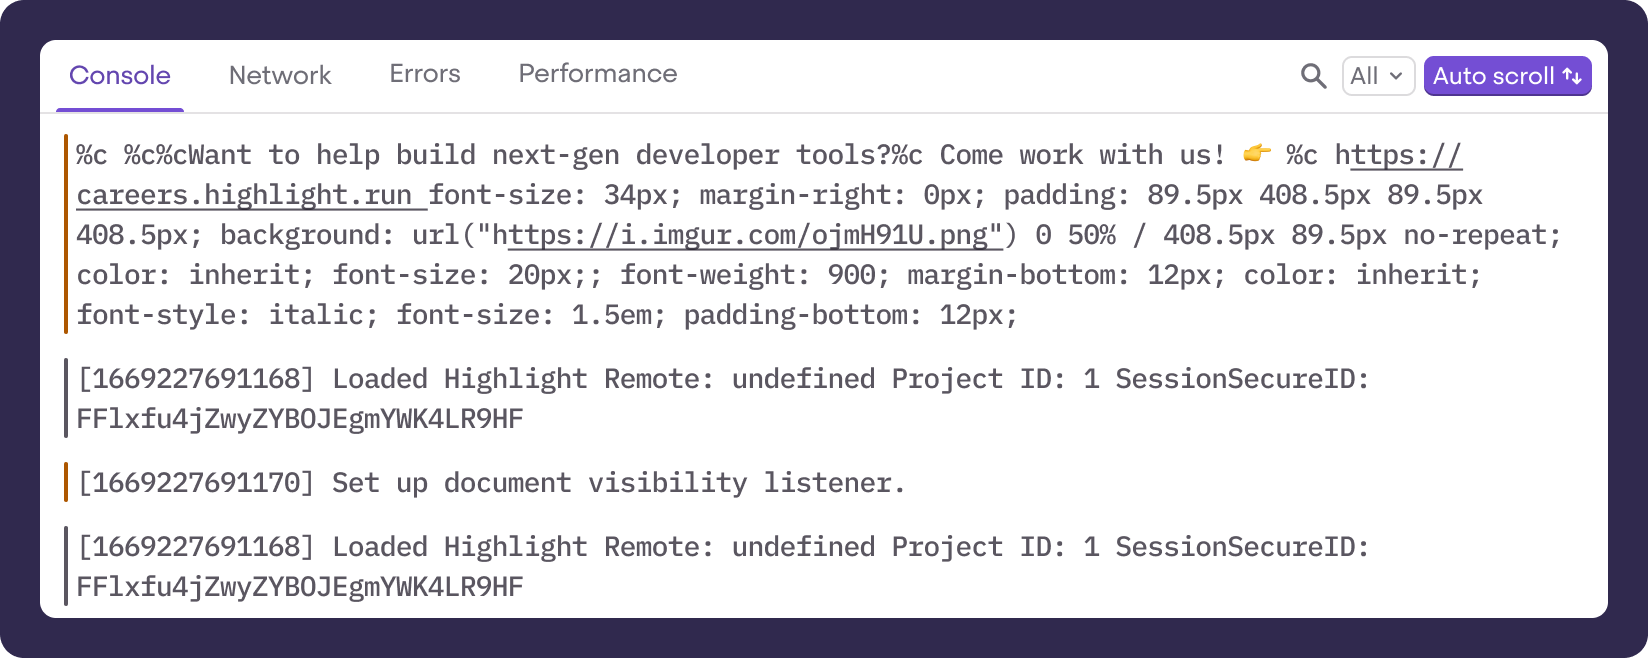 Console Network Errors Performance All Auto scroll
%c %c%cWant to help build next-gen developer tools?%c Come work with us! 👉 %c https://
careers.highlight.run font-size: 34px; margin-right: 0px; padding: 89.5px 408.5px 89.5px
408.5px; background: url("https://i.imgur.com/ojmH91U.png") 0 50% / 408.5px 89.5px no-repeat;
color: inherit; font-size: 20px;; font-weight: 900; margin-bottom: 12px; color: inherit;
font-style: italic; font-size: 1.5em; padding-bottom: 12px;
[1669227691168] Loaded Highlight Remote: undefined Project ID: 1 SessionSecureID:
FFlxfu4jZwyZYBOJEgmYWK4LR9HF
[1669227691170] Set up document visibility listener.
[1669227691168] Loaded Highlight Remote: undefined Project ID: 1 SessionSecureID:
FFlxfu4jZwyZYBOJEgmYWK4LR9HF